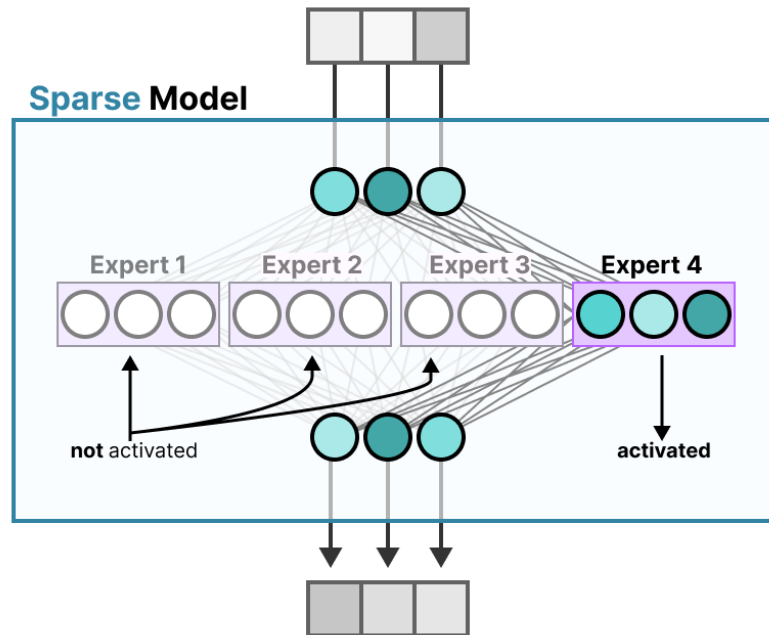 Sparse Model
Expert 1
Expert 2
Expert 3
Expert 4
not activated
activated